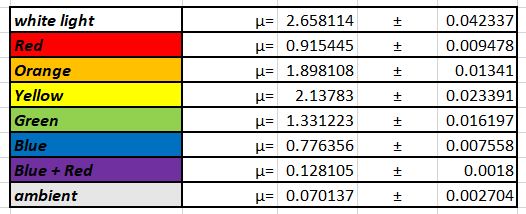 white light μ= 2.658114 ± 0.042337
Red μ= 0.915445 ± 0.009478
Orange μ= 1.898108 ± 0.01341
Yellow μ= 2.13783 ± 0.023391
Green μ= 1.331223 ± 0.016197
Blue μ= 0.776356 ± 0.007558
Blue + Red μ= 0.128105 ± 0.0018
ambient μ= 0.070137 ± 0.002704